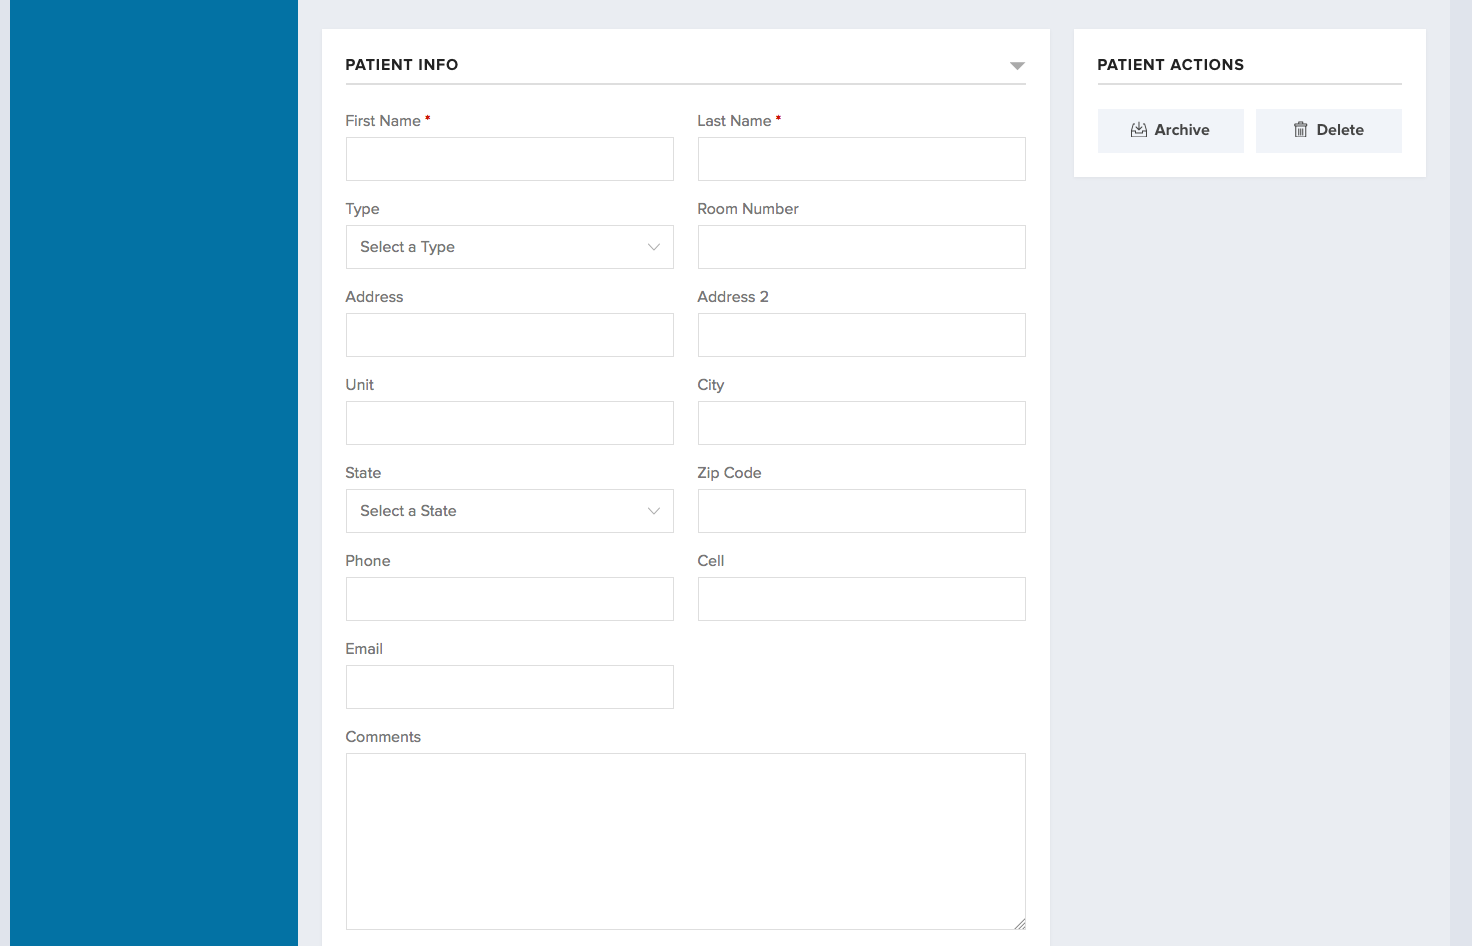 PATIENT INFO
First Name *
Last Name *
Type
Select a Type
Room Number
Address
Address 2
Unit
City
State
Select a State
Zip Code
Phone
Cell
Email
Comments
PATIENT ACTIONS
Archive
Delete